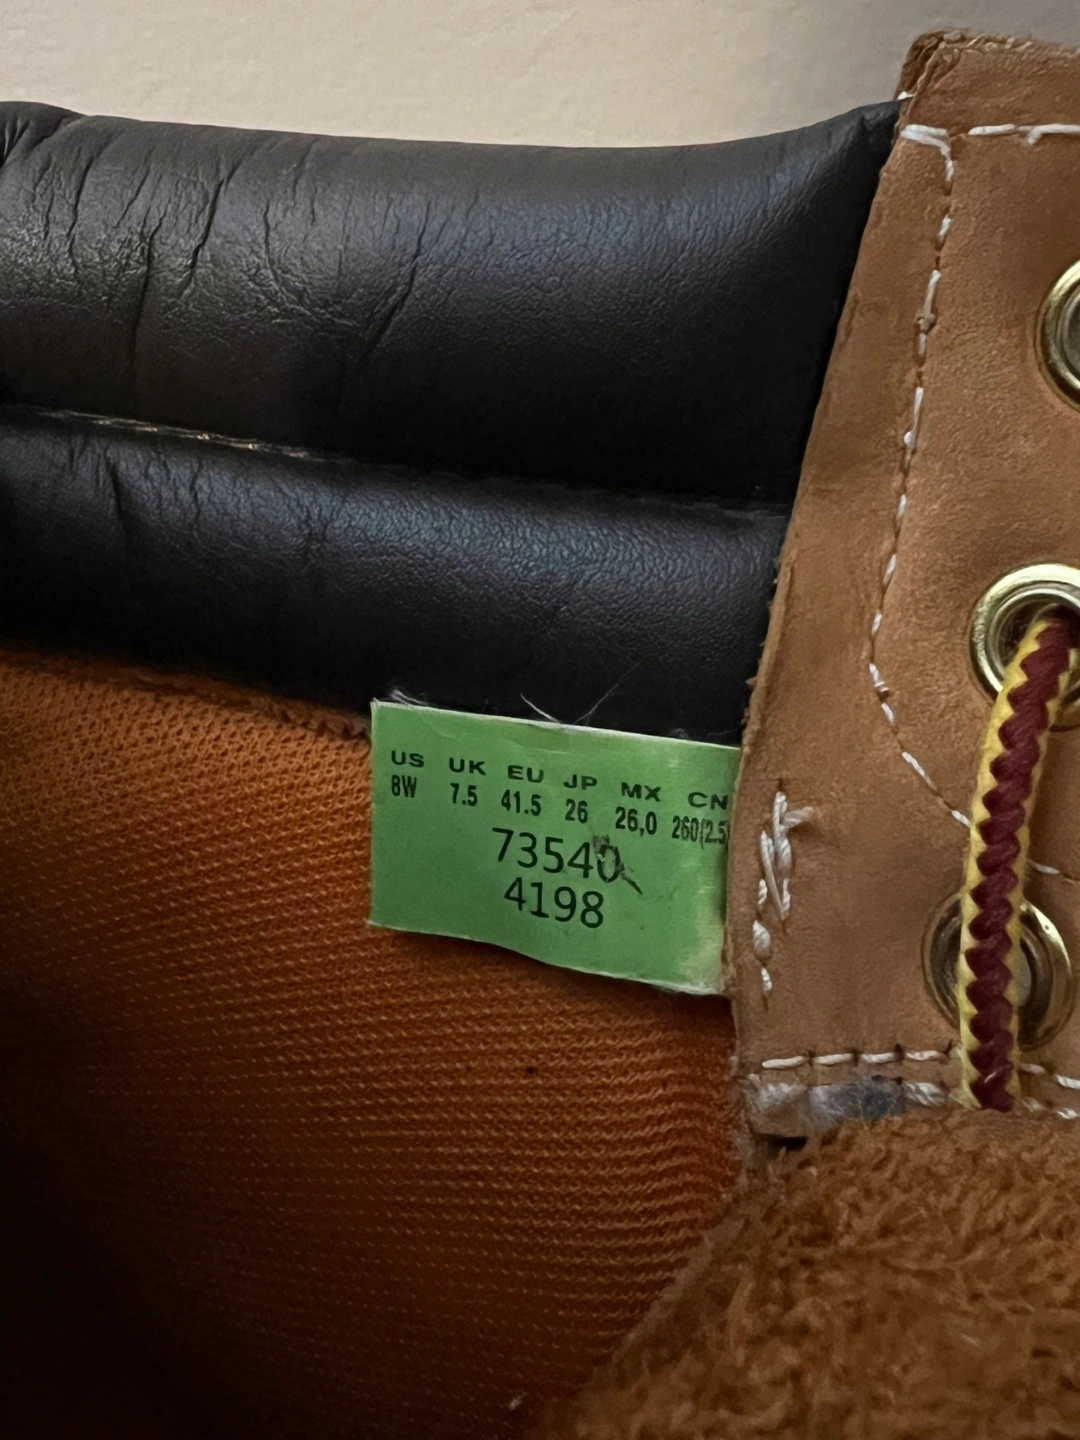 US UK EU JP MX CN
8W 7.5 41.5 26 26,0 260(2.5)
73540
4198